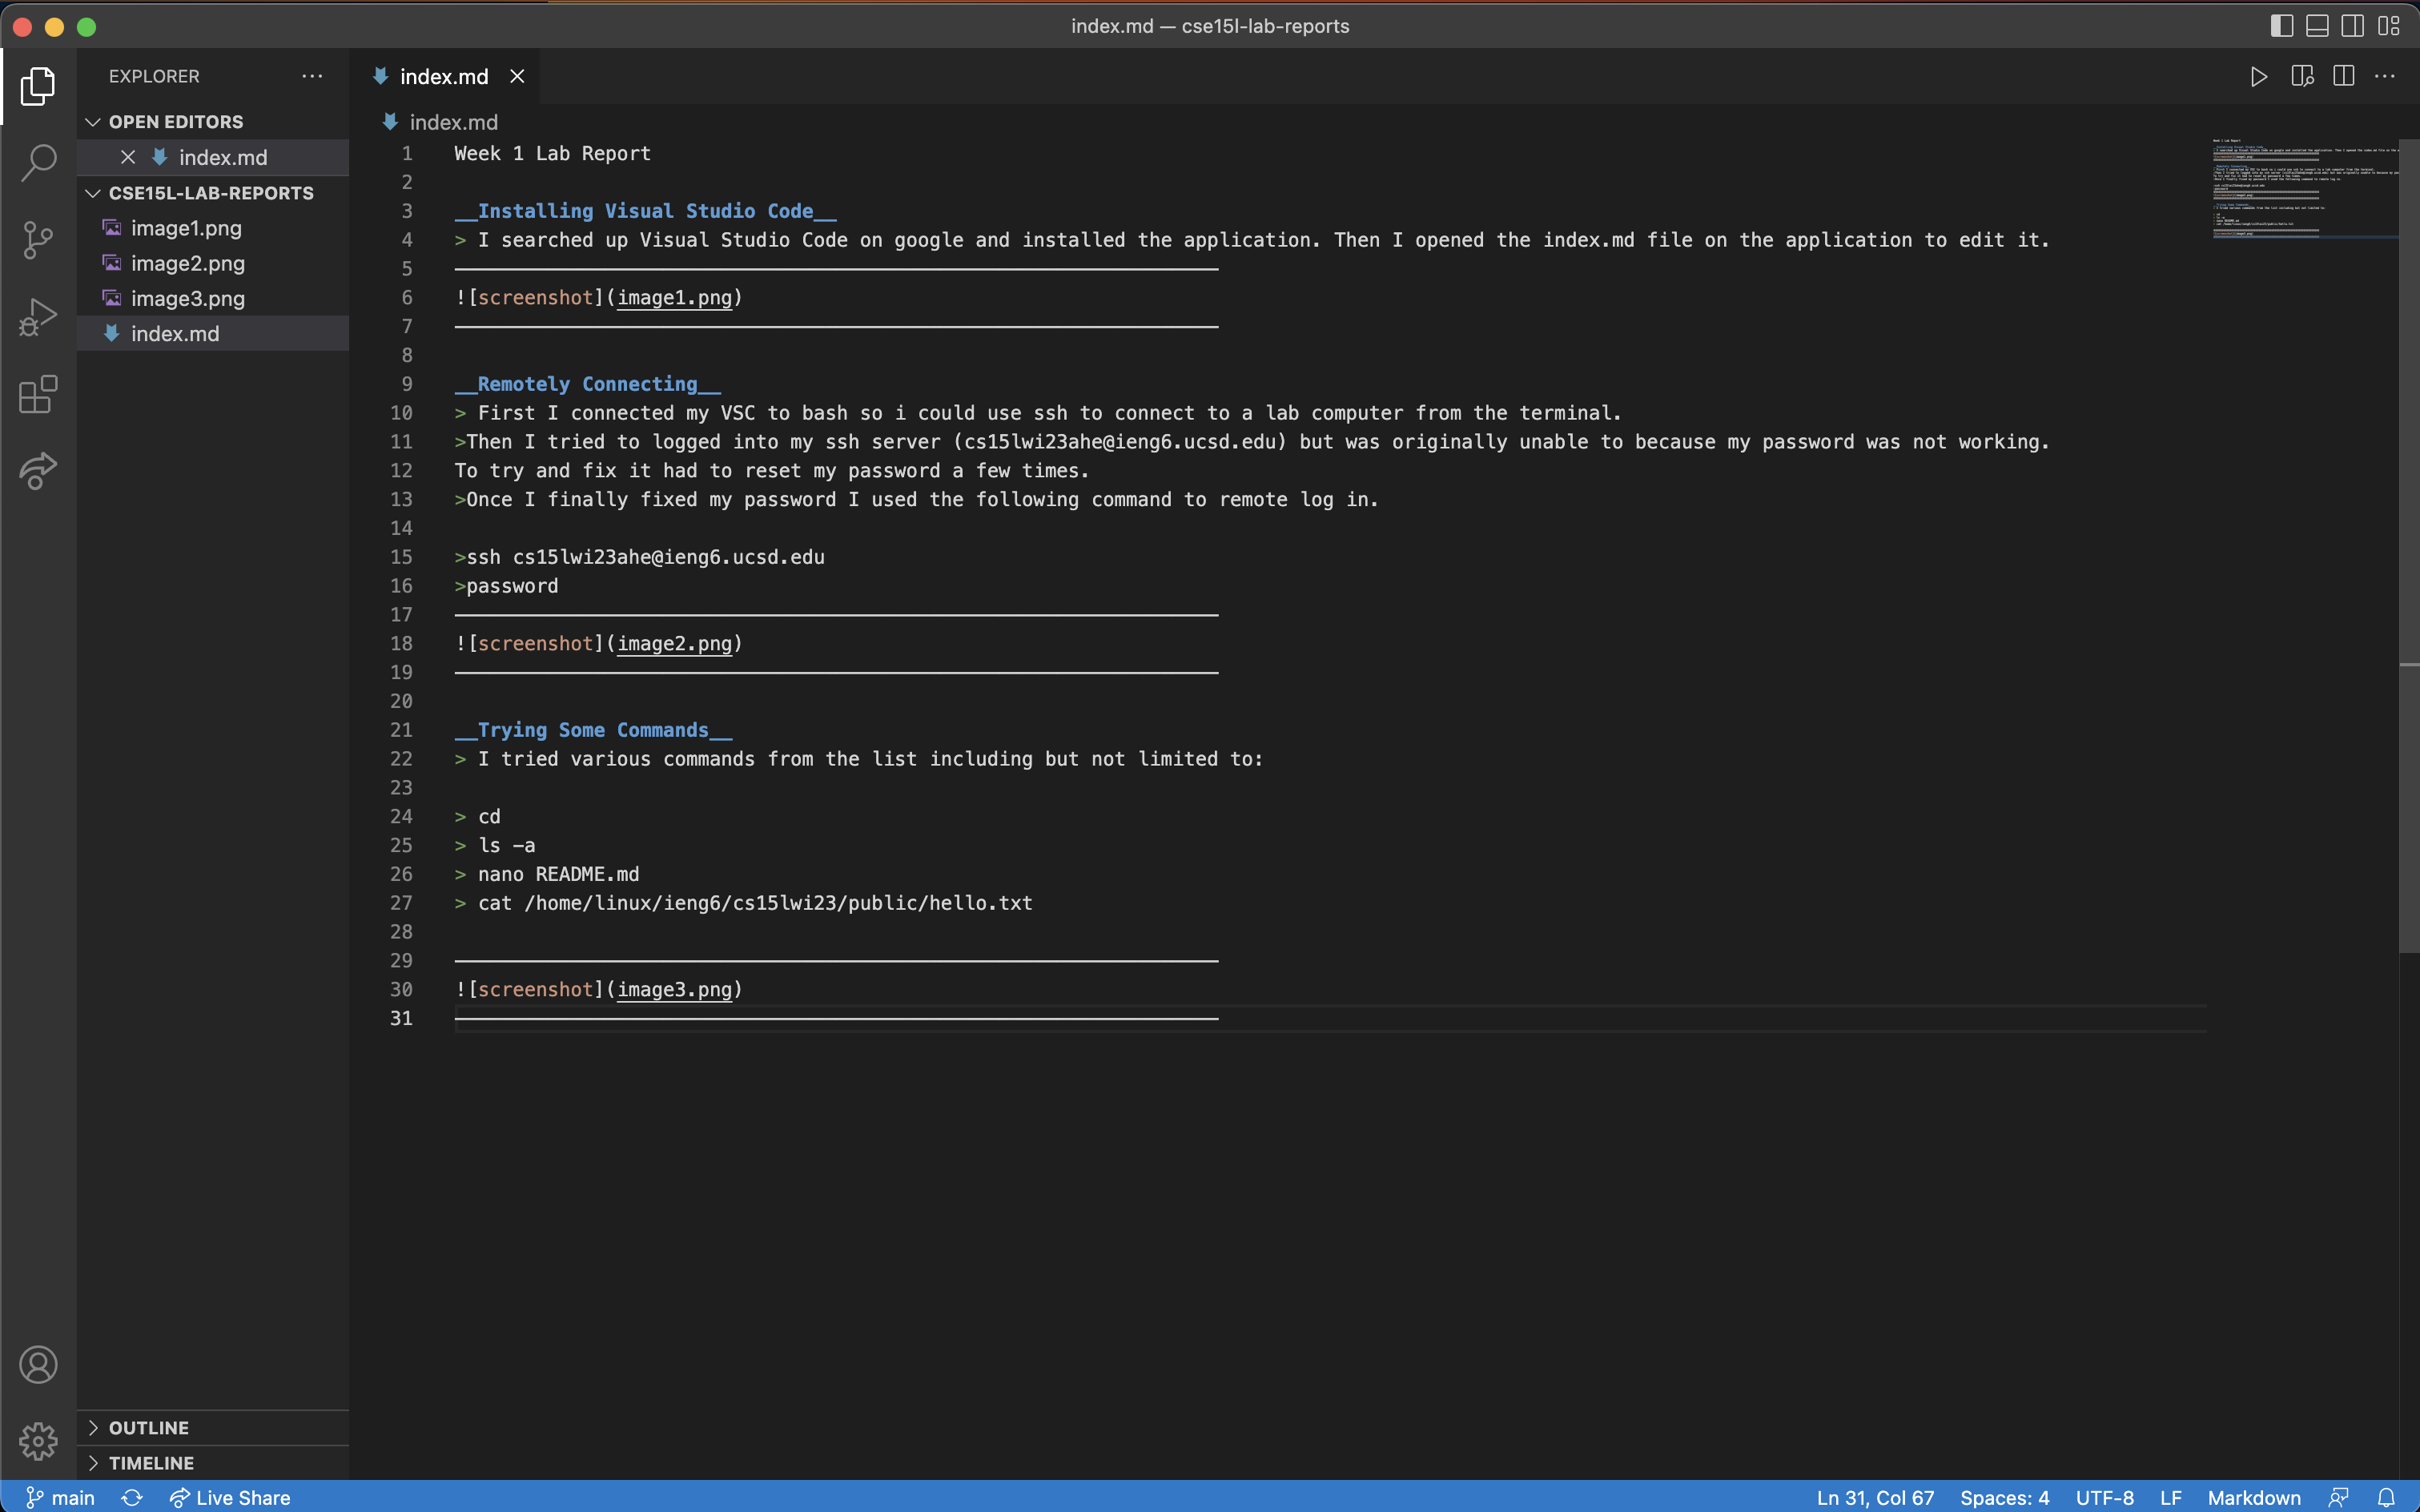 index.md — cse15l-lab-reports
EXPLORER
index.md
OPEN EDITORS
index.md
CSE15L-LAB-REPORTS
image1.png
image2.png
image3.png
index.md
OUTLINE
TIMELINE
index.md
1 Week 1 Lab Report
2
3 __Installing Visual Studio Code__
4 > I searched up Visual Studio Code on google and installed the application. Then I opened the index.md file on the application to edit it.
5
6 ![screenshot](image1.png)
7
8
9 __Remotely Connecting__
10 > First I connected my VSC to bash so i could use ssh to connect to a lab computer from the terminal.
11 >Then I tried to logged into my ssh server (cs15lwi23ahe@ieng6.ucsd.edu) but was originally unable to because my password was not working.
12 To try and fix it had to reset my password a few times.
13 >Once I finally fixed my password I used the following command to remote log in.
14
15 >ssh cs15lwi23ahe@ieng6.ucsd.edu
16 >password
17
18 ![screenshot](image2.png)
19
20
21 __Trying Some Commands__
22 > I tried various commands from the list including but not limited to:
23
24 > cd
25 > ls -a
26 > nano README.md
27 > cat /home/linux/ieng6/cs15lwi23/public/hello.txt
28
29
30 ![screenshot](image3.png)
31
main
Live Share
Ln 31, Col 67
Spaces: 4
UTF-8
LF
Markdown